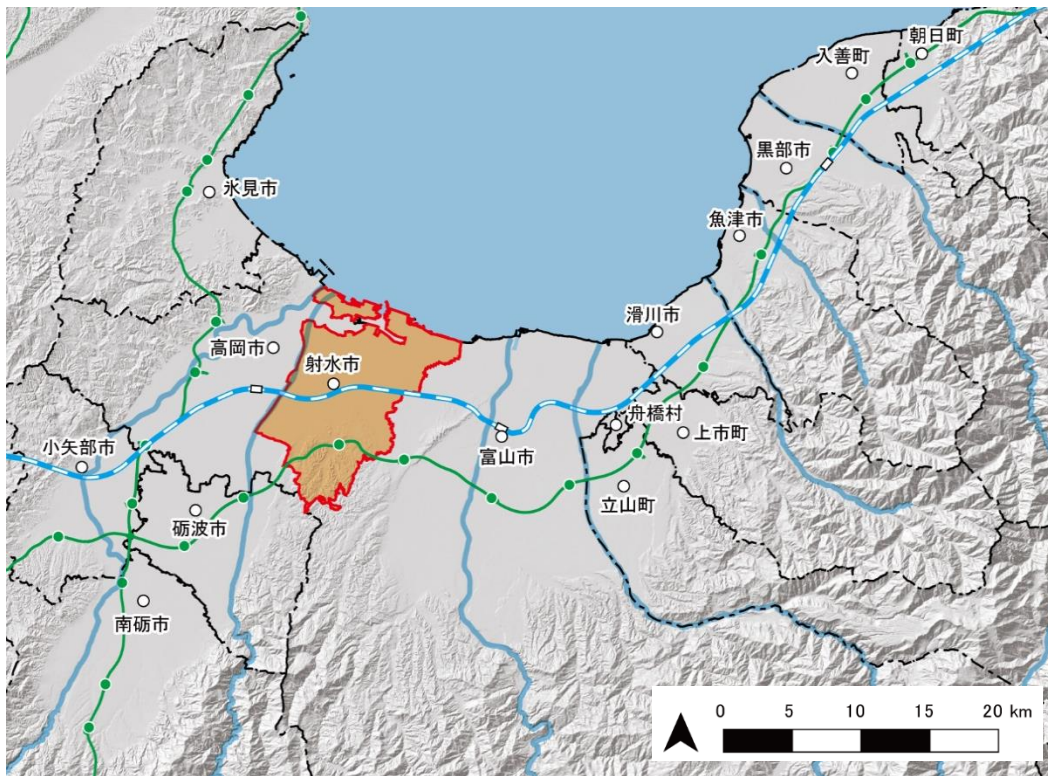 朝日町
入善町
黒部市
氷見市
魚津市
滑川市
高岡市
射水市
舟橋村
上市町
小矢部市
富山市
立山町
砺波市
南砺市
0 5 10 15 20 km